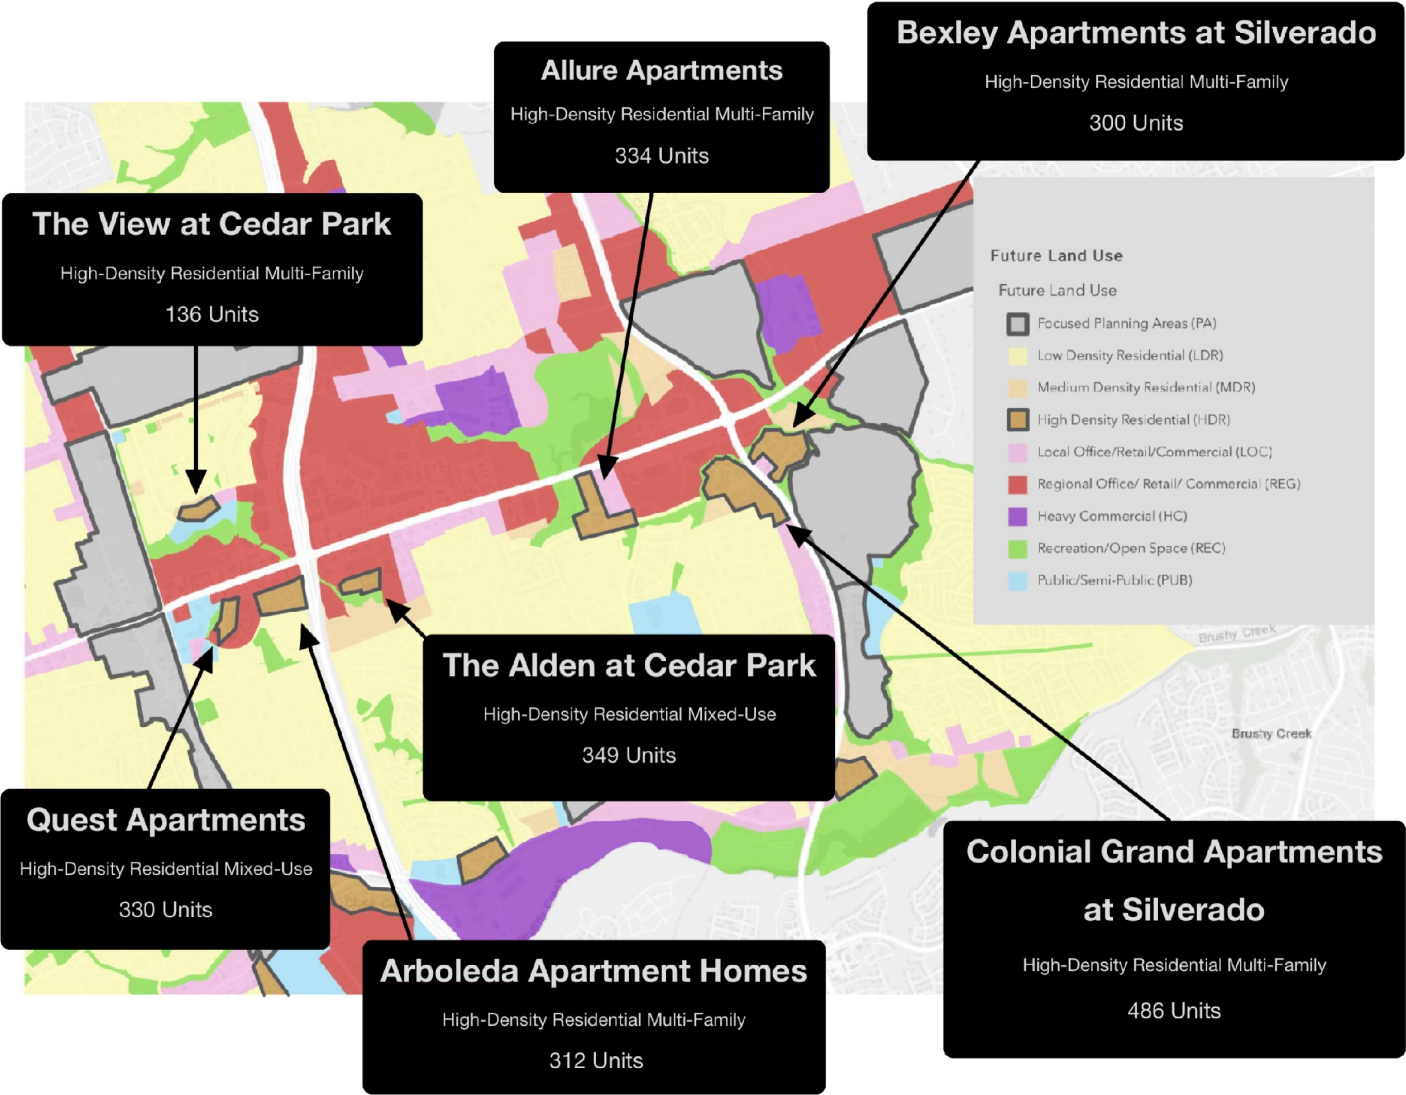 Bexley Apartments at Silverado
High-Density Residential Multi-Family
300 Units
Allure Apartments
High-Density Residential Multi-Family
334 Units
The View at Cedar Park
High-Density Residential Multi-Family
136 Units
Future Land Use
Future Land Use
Focused Planning Areas (PA)
Low Density Residential (LDR)
Medium Density Residential (MDR)
High Density Residential (HDR)
Local Office/Retail/Commercial (LOC)
Regional Office/ Retail/ Commercial (REG)
Heavy Commercial (HC)
Recreation/Open Space (REC)
Public/Semi-Public (PUB)
Brushy Creek
Brushy Creek
The Alden at Cedar Park
High-Density Residential Mixed-Use
349 Units
Quest Apartments
High-Density Residential Mixed-Use
330 Units
Colonial Grand Apartments
at Silverado
High-Density Residential Multi-Family
486 Units
Arboleda Apartment Homes
High-Density Residential Multi-Family
312 Units